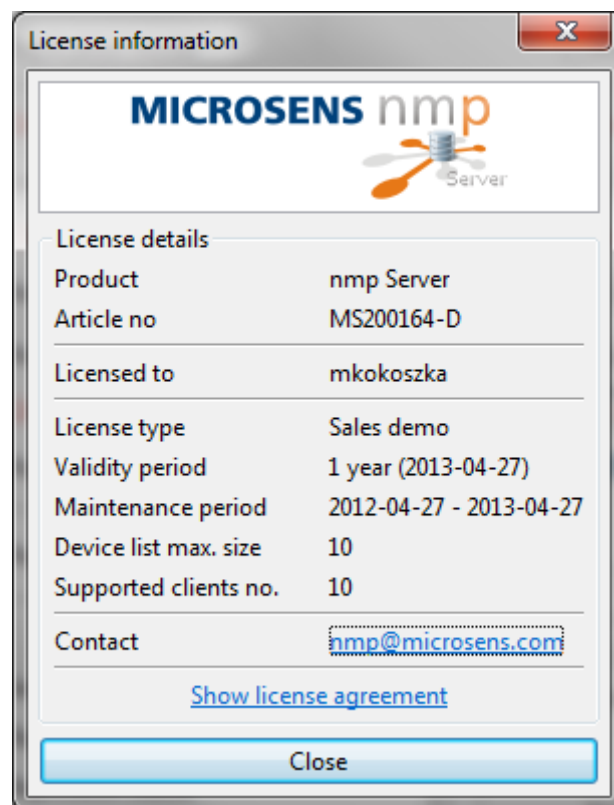 License information
MICROSENS nmp
Server
License details
Product nmp Server
Article no MS200164-D
Licensed to mkokoszka
License type Sales demo
Validity period 1 year (2013-04-27)
Maintenance period 2012-04-27 - 2013-04-27
Device list max. size 10
Supported clients no. 10
Contact nmp@microsens.com
Show license agreement
Close